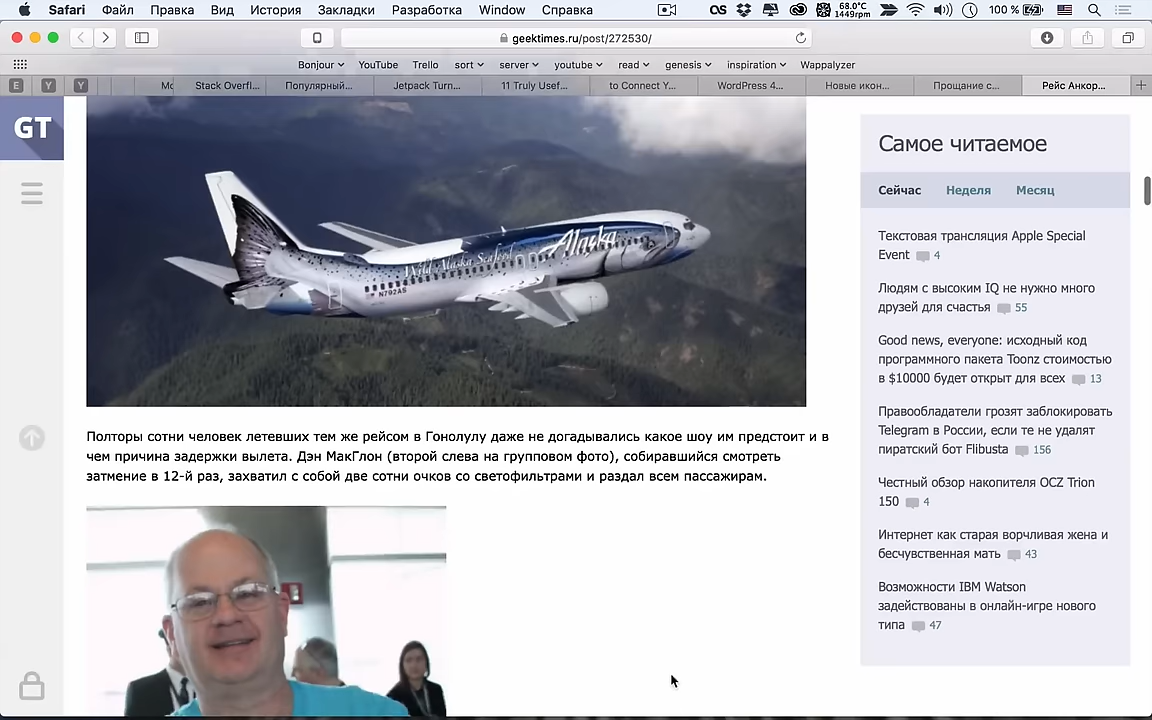 Safari Файл Правка Вид История Закладки Разработка Window Справка 68.0°C 1449rpm 100 %
geektimes.ru/post/272530/
Bonjour YouTube Trello sort server youtube read genesis inspiration Wappalyzer
E Y Y Мо Stack Overfl... Популярный... Jetpack Turn... 11 Truly Usef... to Connect Y... WordPress 4... Новые икон... Прощание с... Рейс Анкор...
GT
Wild Alaska Seafood
Alaska
N792AS
Полторы сотни человек летевших тем же рейсом в Гонолулу даже не догадывались какое шоу им предстоит и в
чем причина задержки вылета. Дэн МакГлон (второй слева на групповом фото), собиравшийся смотреть
затмение в 12-й раз, захватил с собой две сотни очков со светофильтрами и раздал всем пассажирам.
Самое читаемое
Сейчас Неделя Месяц
Текстовая трансляция Apple Special
Event 4
Людям с высоким IQ не нужно много
друзей для счастья 55
Good news, everyone: исходный код
программного пакета Toonz стоимостью
в $10000 будет открыт для всех 13
Правообладатели грозят заблокировать
Telegram в России, если те не удалят
пиратский бот Flibusta 156
Честный обзор накопителя OCZ Trion
150 4
Интернет как старая ворчливая жена и
бесчувственная мать 43
Возможности IBM Watson
задействованы в онлайн-игре нового
типа 47